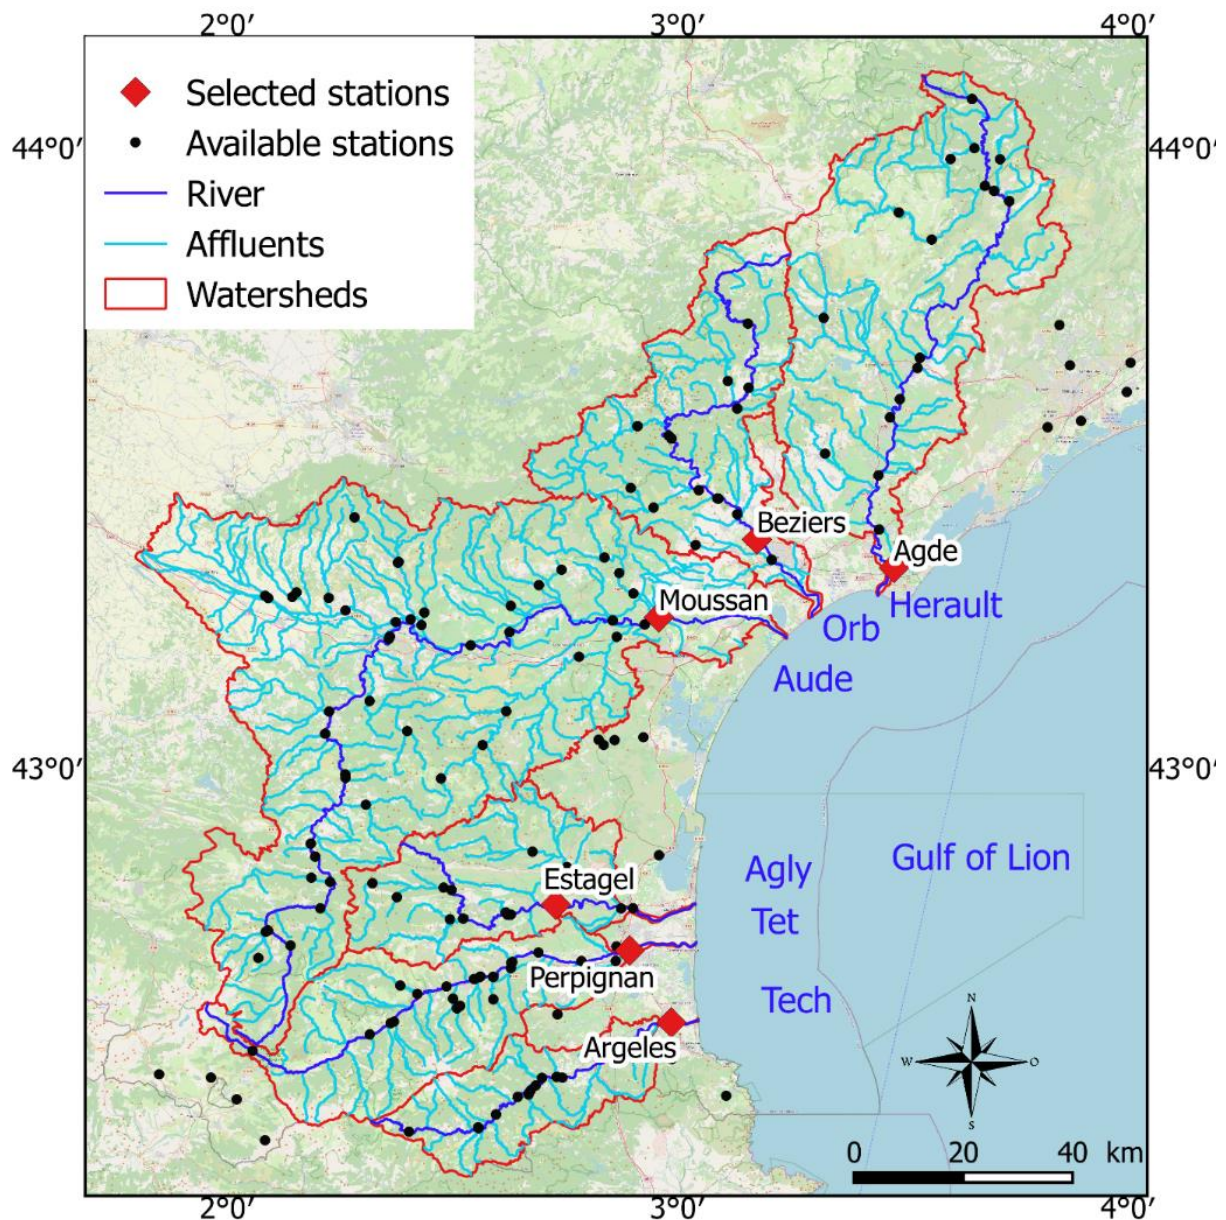 2°0′ 3°0′ 4°0′
Selected stations
Available stations
River
Affluents
Watersheds
44°0′ 44°0′
Beziers
Agde
Moussan
Herault
Orb
Aude
43°0′ 43°0′
Gulf of Lion
Agly
Estagel
Tet
Perpignan
Tech
Argeles
N
W O
S
0 20 40 km
2°0′ 3°0′ 4°0′